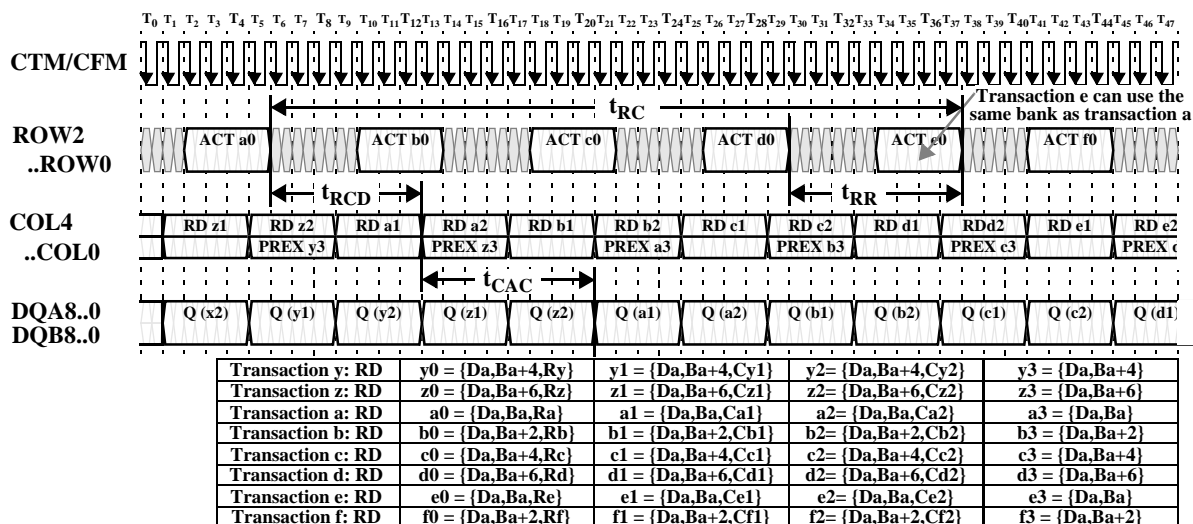 T0 T1 T2 T3 T4 T5 T6 T7 T8 T9 T10 T11 T12 T13 T14 T15 T16 T17 T18 T19 T20 T21 T22 T23 T24 T25 T26 T27 T28 T29 T30 T31 T32 T33 T34 T35 T36 T37 T38 T39 T40 T41 T42 T43 T44 T45 T46 T47
CTM/CFM
tRC
Transaction e can use the
same bank as transaction a
ROW2
..ROW0
ACT a0 ACT b0 ACT c0 ACT d0 ACT e0 ACT f0
tRCD tRR
COL4
..COL0
RD z1 RD z2 RD a1 RD a2 RD b1 RD b2 RD c1 RD c2 RD d1 RDd2 RD e1 RD e2
PREX y3 PREX z3 PREX a3 PREX b3 PREX c3 PREX d
tCAC
DQA8..0
DQB8..0
Q (x2) Q (y1) Q (y2) Q (z1) Q (z2) Q (a1) Q (a2) Q (b1) Q (b2) Q (c1) Q (c2) Q (d1)
Transaction y: RD y0 = {Da,Ba+4,Ry} y1 = {Da,Ba+4,Cy1} y2= {Da,Ba+4,Cy2} y3 = {Da,Ba+4}
Transaction z: RD z0 = {Da,Ba+6,Rz} z1 = {Da,Ba+6,Cz1} z2= {Da,Ba+6,Cz2} z3 = {Da,Ba+6}
Transaction a: RD a0 = {Da,Ba,Ra} a1 = {Da,Ba,Ca1} a2= {Da,Ba,Ca2} a3 = {Da,Ba}
Transaction b: RD b0 = {Da,Ba+2,Rb} b1 = {Da,Ba+2,Cb1} b2= {Da,Ba+2,Cb2} b3 = {Da,Ba+2}
Transaction c: RD c0 = {Da,Ba+4,Rc} c1 = {Da,Ba+4,Cc1} c2= {Da,Ba+4,Cc2} c3 = {Da,Ba+4}
Transaction d: RD d0 = {Da,Ba+6,Rd} d1 = {Da,Ba+6,Cd1} d2= {Da,Ba+6,Cd2} d3 = {Da,Ba+6}
Transaction e: RD e0 = {Da,Ba,Re} e1 = {Da,Ba,Ce1} e2= {Da,Ba,Ce2} e3 = {Da,Ba}
Transaction f: RD f0 = {Da,Ba+2,Rf} f1 = {Da,Ba+2,Cf1} f2= {Da,Ba+2,Cf2} f3 = {Da,Ba+2}